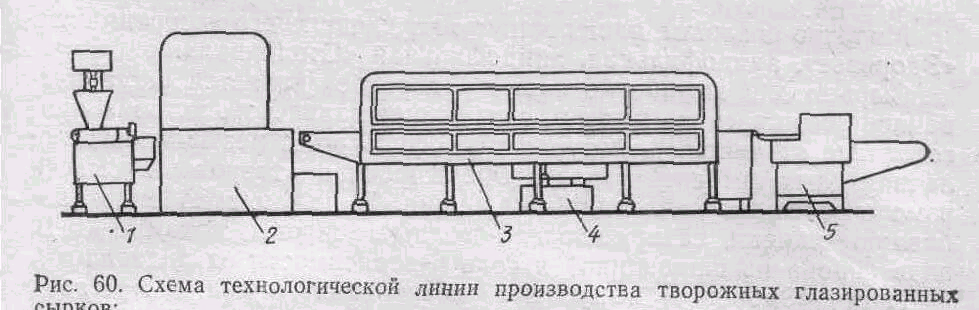 1 2 3 4 5
Рис. 60. Схема технологической линии производства творожных глазированных
сырков: